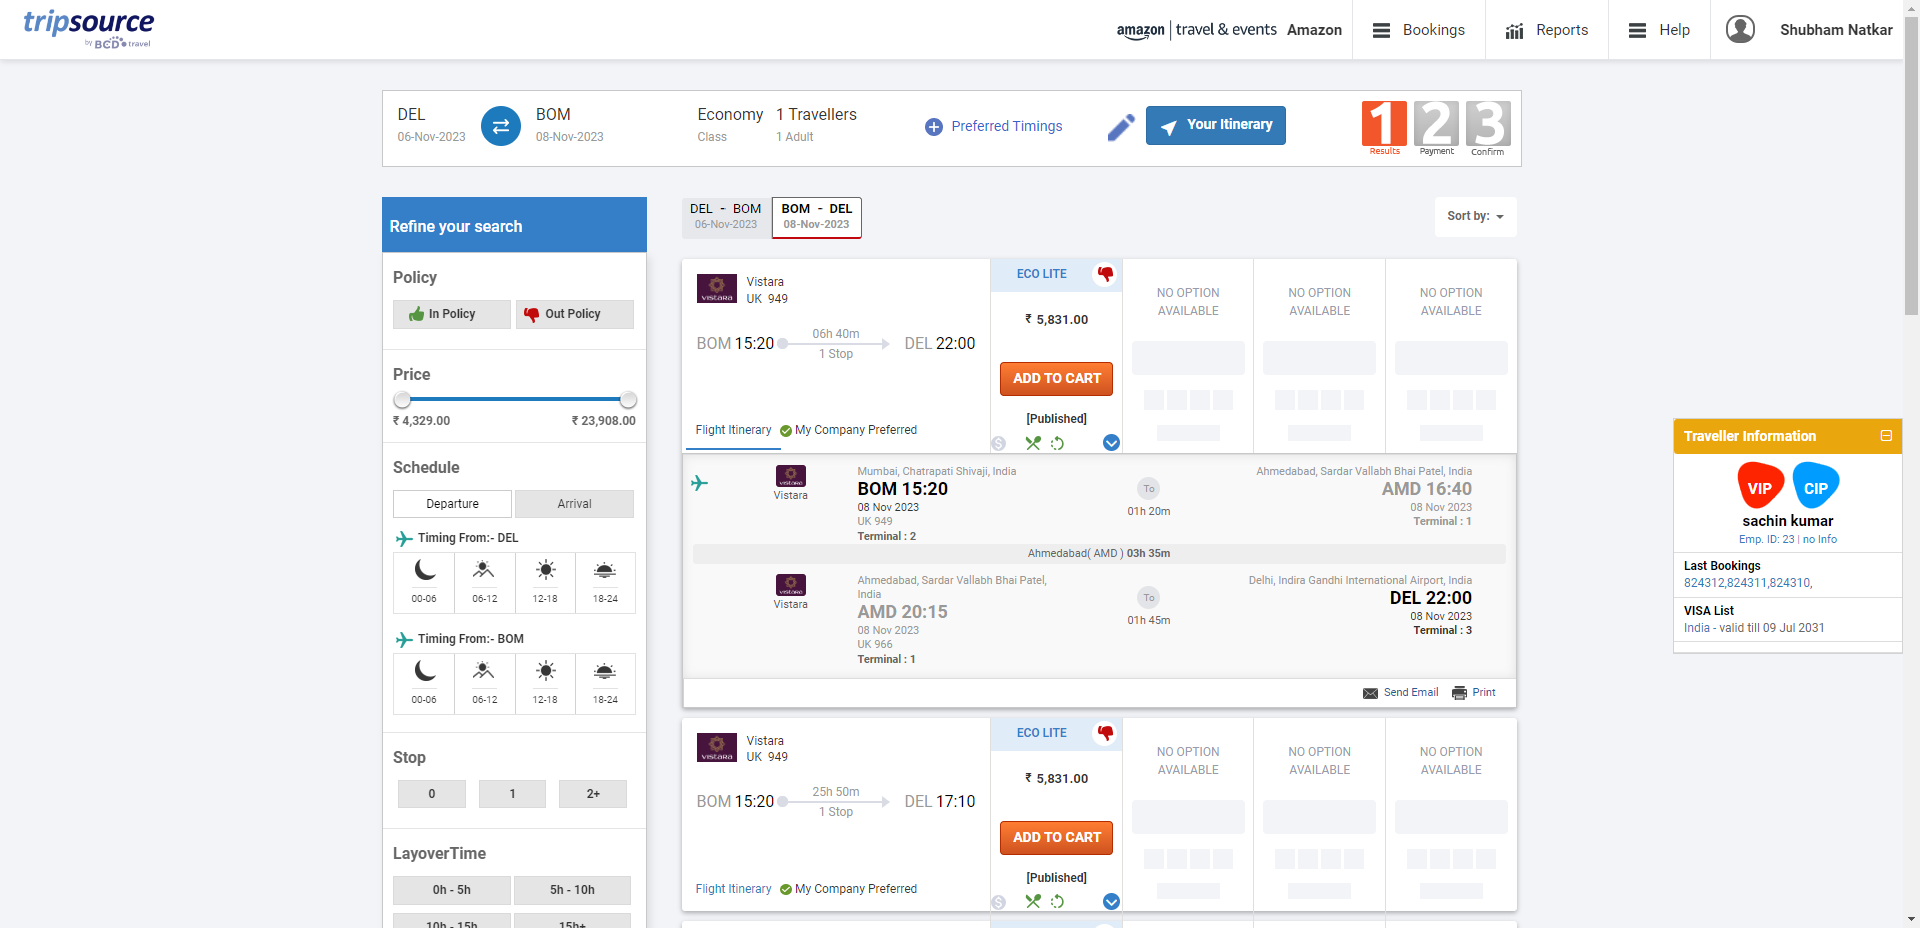 tripsource
by BCD travel
amazon | travel & events Amazon
Bookings
Reports
Help
Shubham Natkar
DEL
06-Nov-2023
BOM
08-Nov-2023
Economy
Class
1 Travellers
1 Adult
Preferred Timings
Your Itinerary
1
Results
2
Payment
3
Confirm
Refine your search
Policy
In Policy
Out Policy
Price
₹ 4,329.00
₹ 23,908.00
Schedule
Departure
Arrival
Timing From:- DEL
00-06
06-12
12-18
18-24
Timing From:- BOM
00-06
06-12
12-18
18-24
Stop
0
1
2+
LayoverTime
0h - 5h
5h - 10h
10h - 15h
15h+
DEL - BOM
06-Nov-2023
BOM - DEL
08-Nov-2023
Sort by:
VISTARA
Vistara
UK 949
BOM 15:20
06h 40m
1 Stop
DEL 22:00
Flight Itinerary
My Company Preferred
ECO LITE
₹ 5,831.00
ADD TO CART
[Published]
NO OPTION
AVAILABLE
NO OPTION
AVAILABLE
NO OPTION
AVAILABLE
VISTARA
Vistara
Mumbai, Chatrapati Shivaji, India
BOM 15:20
08 Nov 2023
UK 949
Terminal : 2
To
01h 20m
Ahmedabad, Sardar Vallabh Bhai Patel, India
AMD 16:40
08 Nov 2023
Terminal : 1
Ahmedabad( AMD ) 03h 35m
VISTARA
Vistara
Ahmedabad, Sardar Vallabh Bhai Patel,
India
AMD 20:15
08 Nov 2023
UK 966
Terminal : 1
To
01h 45m
Delhi, Indira Gandhi International Airport, India
DEL 22:00
08 Nov 2023
Terminal : 3
Send Email
Print
VISTARA
Vistara
UK 949
BOM 15:20
25h 50m
1 Stop
DEL 17:10
Flight Itinerary
My Company Preferred
ECO LITE
₹ 5,831.00
ADD TO CART
[Published]
NO OPTION
AVAILABLE
NO OPTION
AVAILABLE
NO OPTION
AVAILABLE
Traveller Information
VIP
CIP
sachin kumar
Emp. ID: 23 | no Info
Last Bookings
824312,824311,824310,
VISA List
India - valid till 09 Jul 2031